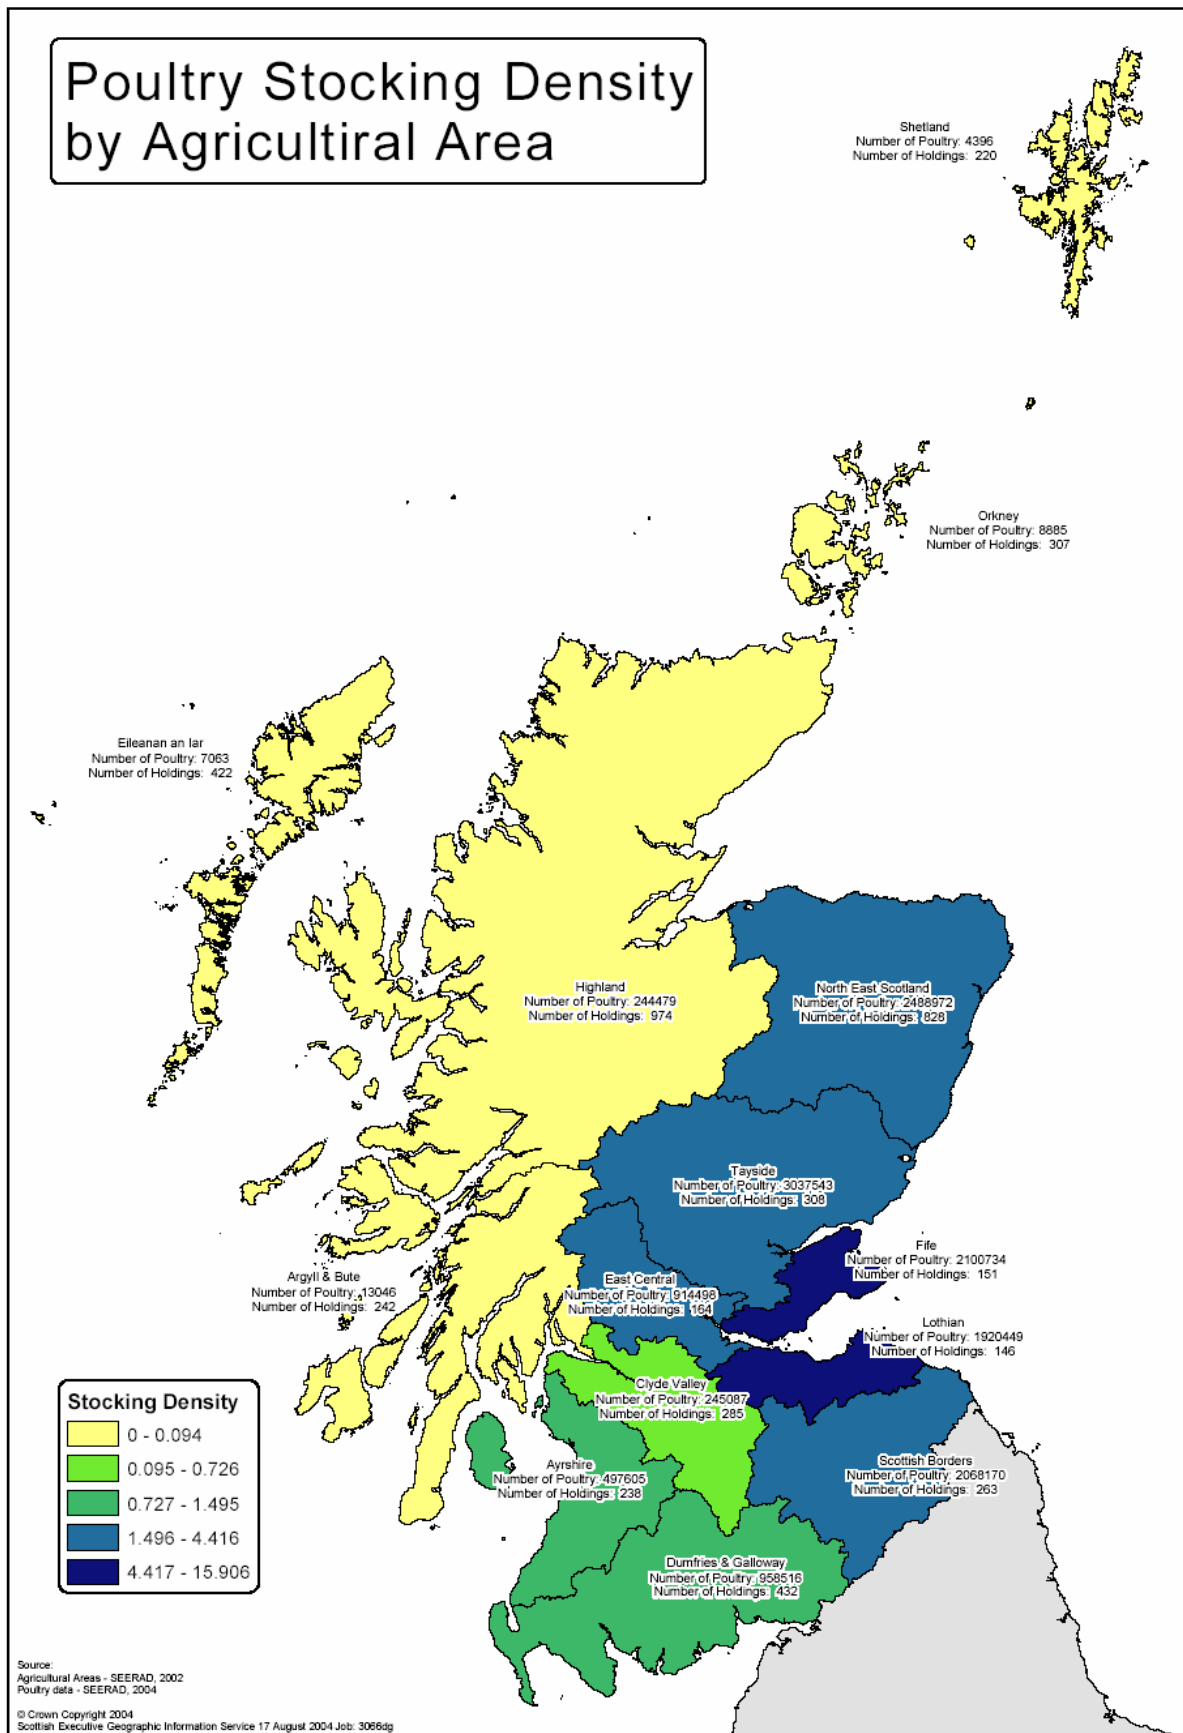 Poultry Stocking Density
by Agricultiral Area
Shetland
Number of Poultry: 4396
Number of Holdings: 220
Orkney
Number of Poultry: 8885
Number of Holdings: 307
Eileanan an Iar
Number of Poultry: 7063
Number of Holdings: 422
Highland
Number of Poultry: 244479
Number of Holdings: 974
North East Scotland
Number of Poultry: 2488972
Number of Holdings: 828
Tayside
Number of Poultry: 3037543
Number of Holdings: 308
Fife
Number of Poultry: 2100734
Number of Holdings: 151
Argyll & Bute
Number of Poultry: 13046
Number of Holdings: 242
East Central
Number of Poultry: 914498
Number of Holdings: 164
Lothian
Number of Poultry: 1920449
Number of Holdings: 146
Clyde Valley
Number of Poultry: 245087
Number of Holdings: 285
Ayrshire
Number of Poultry: 497605
Number of Holdings: 238
Scottish Borders
Number of Poultry: 2068170
Number of Holdings: 263
Dumfries & Galloway
Number of Poultry: 958516
Number of Holdings: 432
Stocking Density
0 - 0.094
0.095 - 0.726
0.727 - 1.495
1.496 - 4.416
4.417 - 15.906
Source:
Agricultural Areas - SEERAD, 2002
Poultry data - SEERAD, 2004
© Crown Copyright 2004
Scottish Executive Geographic Information Service 17 August 2004 Job: 3066dg